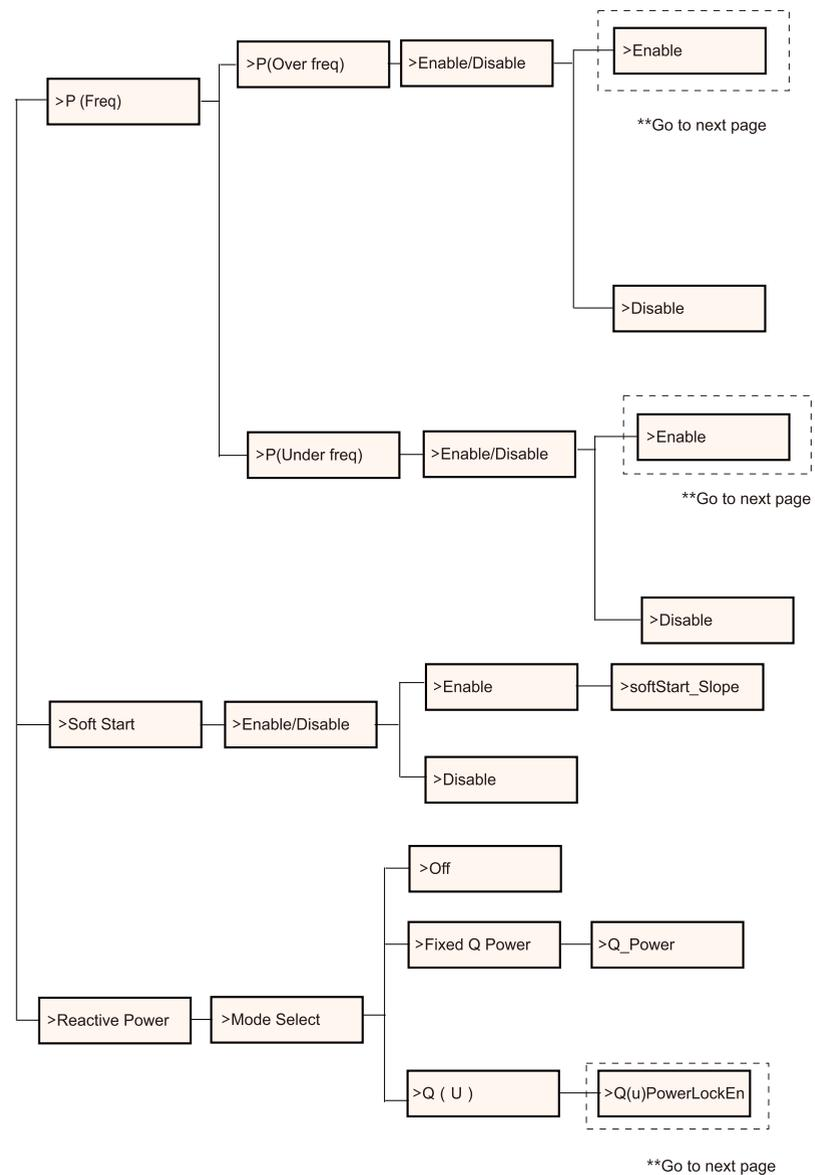 >P (Freq)
>P(Over freq)
>Enable/Disable
>Enable
**Go to next page
>Disable
>P(Under freq)
>Enable/Disable
>Enable
**Go to next page
>Disable
>Soft Start
>Enable/Disable
>Enable
>softStart_Slope
>Disable
>Reactive Power
>Mode Select
>Off
>Fixed Q Power
>Q_Power
>Q ( U )
>Q(u)PowerLockEn
**Go to next page